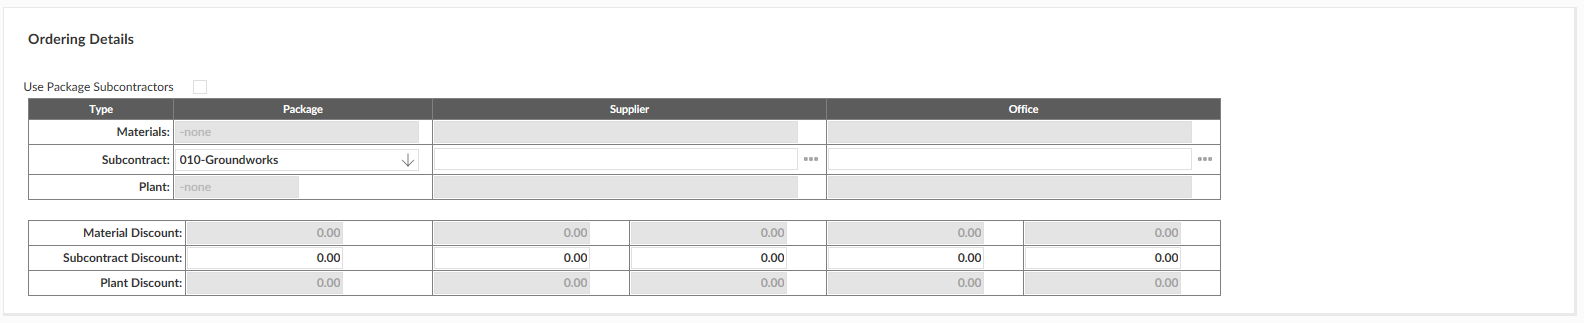 Ordering Details
Use Package Subcontractors
Type Package Supplier Office
Materials: -none
Subcontract: 010-Groundworks
Plant: -none
Material Discount: 0.00 0.00 0.00 0.00 0.00
Subcontract Discount: 0.00 0.00 0.00 0.00 0.00
Plant Discount: 0.00 0.00 0.00 0.00 0.00